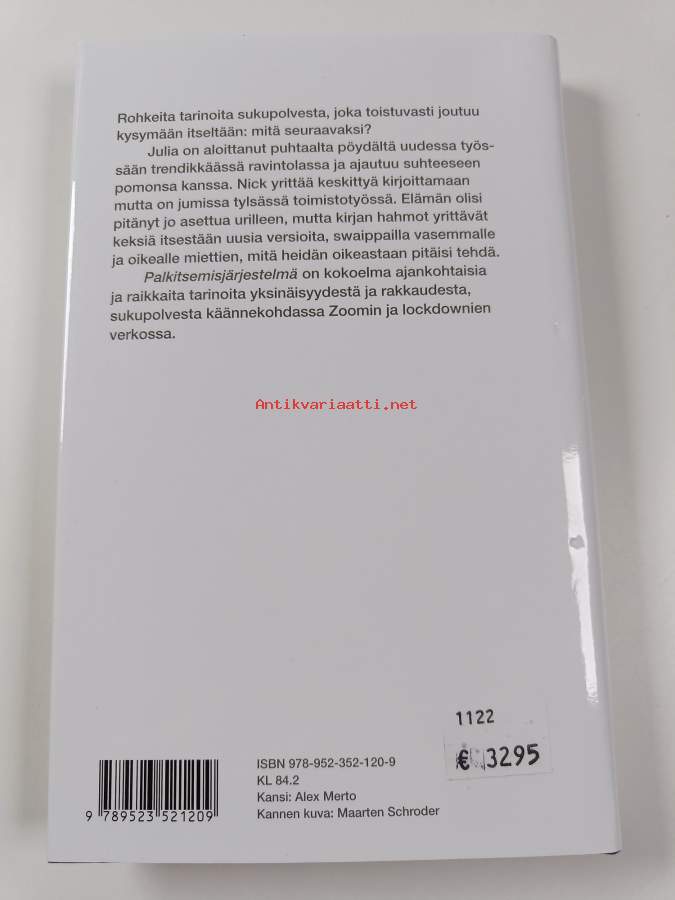 Rohkeita tarinoita sukupolvesta, joka toistuvasti joutuu
kysymään itseltään: mitä seuraavaksi?
Julia on aloittanut puhtaalta pöydältä uudessa työs-
sään trendikkäässä ravintolassa ja ajautuu suhteeseen
pomonsa kanssa. Nick yrittää keskittyä kirjoittamaan
mutta on jumissa tylsässä toimistotyössä. Elämän olisi
pitänyt jo asettua urilleen, mutta kirjan hahmot yrittävät
keksiä itsestään uusia versioita, swaippailla vasemmalle
ja oikealle miettien, mitä heidän oikeastaan pitäisi tehdä.
Palkitsemisjärjestelmä on kokoelma ajankohtaisia
ja raikkaita tarinoita yksinäisyydestä ja rakkaudesta,
sukupolvesta käännekohdassa Zoomin ja lockdownien
verkossa.
Antikvariaatti.net
1122
€ 3295
ISBN 978-952-352-120-9
KL 84.2
Kansi: Alex Merto
Kannen kuva: Maarten Schroder
9 789523 521209